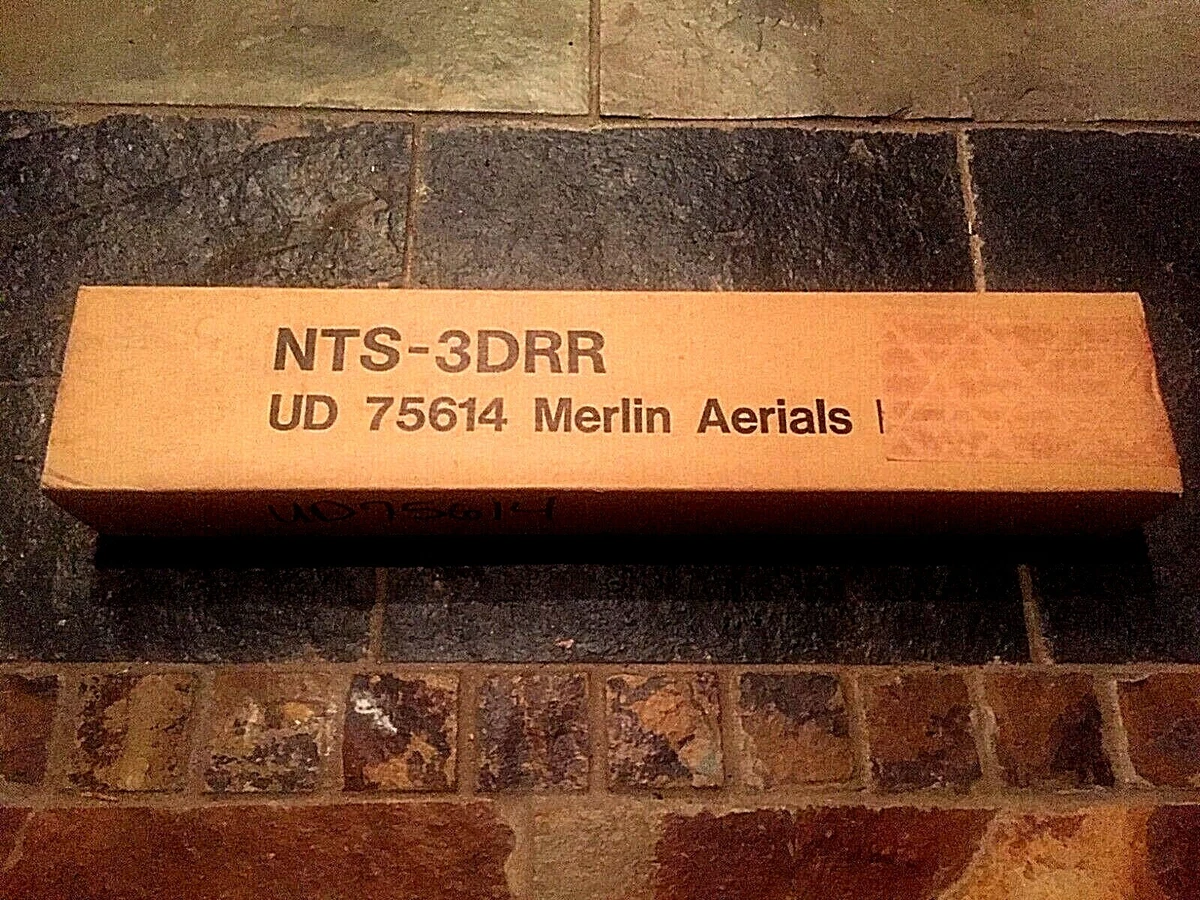 NTS-3DRR
UD 75614 Merlin Aerials
UD75614